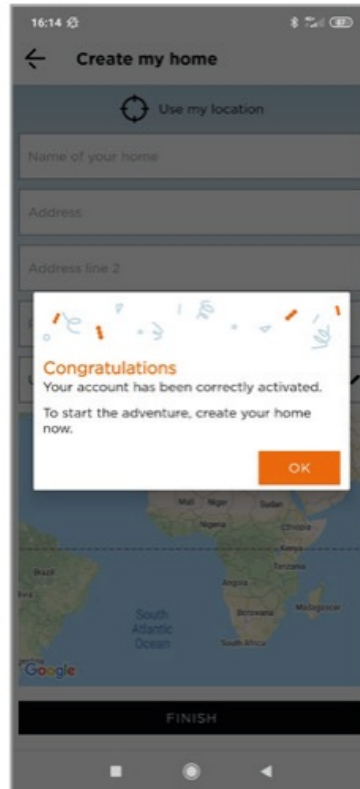 16:14
87
Create my home
Use my location
Name of your home
Address
Address line 2
Congratulations
Your account has been correctly activated.
To start the adventure, create your home
now.
OK
Mali Niger Sudan
Nigeria Ethiopia
Kenya
Tanzania
Brazil
Angola
Botswana Madagascar
South
Atlantic
Ocean
South Africa
Google
FINISH